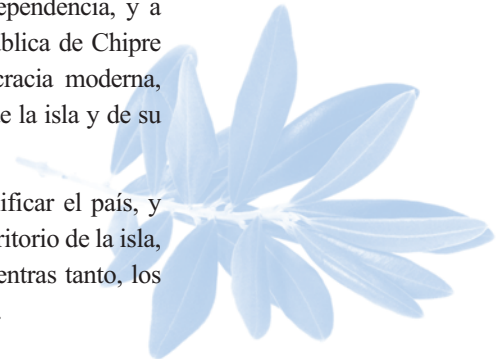 ependencia, y a
ública de Chipre
cracia moderna,
e la isla y de su
ificar el país, y
ritorio de la isla,
entras tanto, los